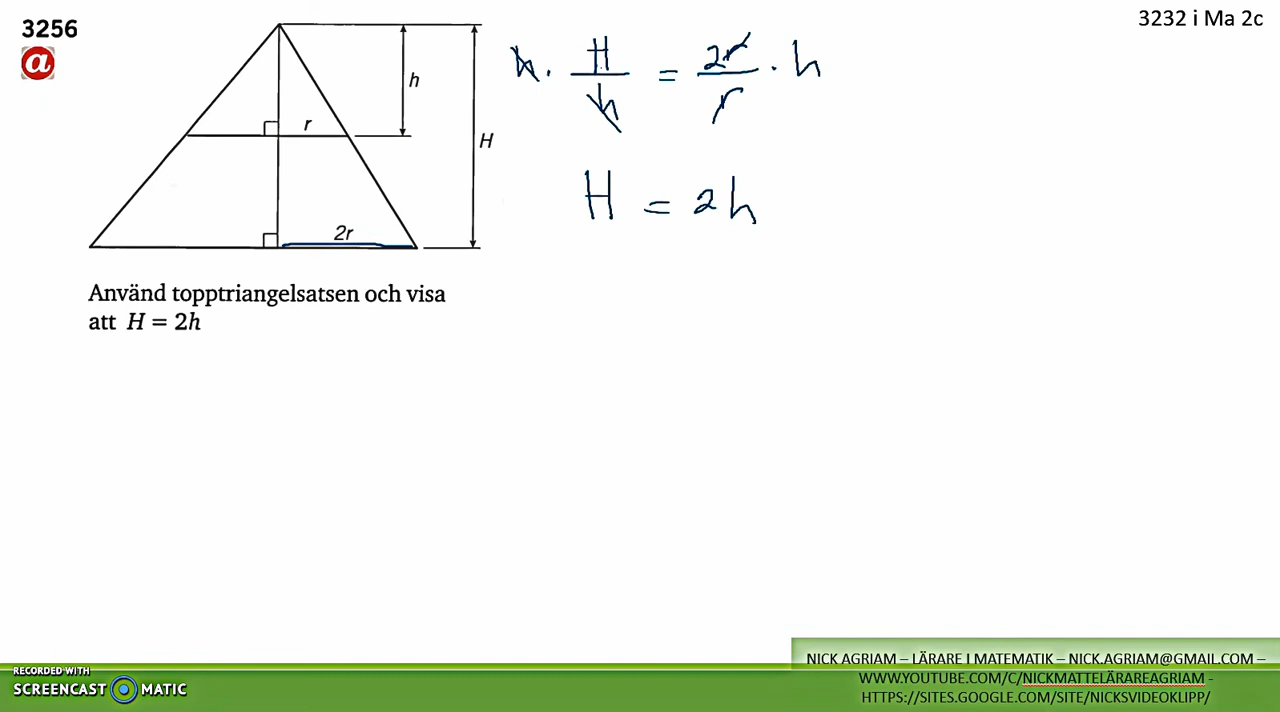 3256
3232 i Ma 2c
@
h
H
r
2r
h · H/h = 2r/r · h
H = 2h
Använd topptriangelsatsen och visa
att H = 2h
RECORDED WITH
SCREENCAST MATIC
NICK AGRIAM – LÄRARE I MATEMATIK – NICK.AGRIAM@GMAIL.COM –
WWW.YOUTUBE.COM/C/NICKMATTELÄRAREAGRIAM -
HTTPS://SITES.GOOGLE.COM/SITE/NICKSVIDEOKLIPP/